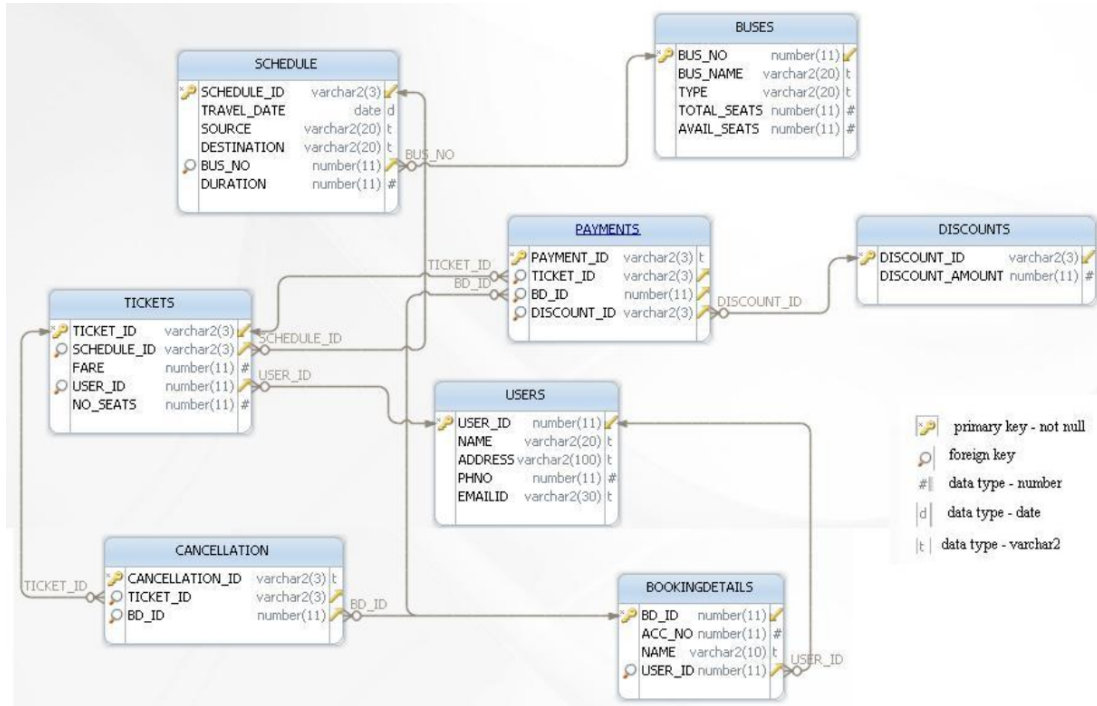 BUSES
BUS_NO number(11)
BUS_NAME varchar2(20) t
TYPE varchar2(20) t
TOTAL_SEATS number(11) #
AVAIL_SEATS number(11) #
SCHEDULE
SCHEDULE_ID varchar2(3)
TRAVEL_DATE date d
SOURCE varchar2(20) t
DESTINATION varchar2(20) t
BUS_NO number(11)
DURATION number(11) #
BUS_NO
PAYMENTS
PAYMENT_ID varchar2(3) t
TICKET_ID varchar2(3)
BD_ID number(11)
DISCOUNT_ID varchar2(3)
TICKET_ID
BD_ID
DISCOUNT_ID
DISCOUNTS
DISCOUNT_ID varchar2(3)
DISCOUNT_AMOUNT number(11) #
TICKETS
TICKET_ID varchar2(3)
SCHEDULE_ID varchar2(3)
FARE number(11) #
USER_ID number(11)
NO_SEATS number(11) #
SCHEDULE_ID
USER_ID
USERS
USER_ID number(11)
NAME varchar2(20) t
ADDRESS varchar2(100) t
PHNO number(11) #
EMAILID varchar2(30) t
primary key - not null
foreign key
# data type - number
d data type - date
t data type - varchar2
CANCELLATION
CANCELLATION_ID varchar2(3) t
TICKET_ID varchar2(3)
BD_ID number(11)
TICKET_ID
BD_ID
BOOKINGDETAILS
BD_ID number(11)
ACC_NO number(11) #
NAME varchar2(10) t
USER_ID number(11)
USER_ID